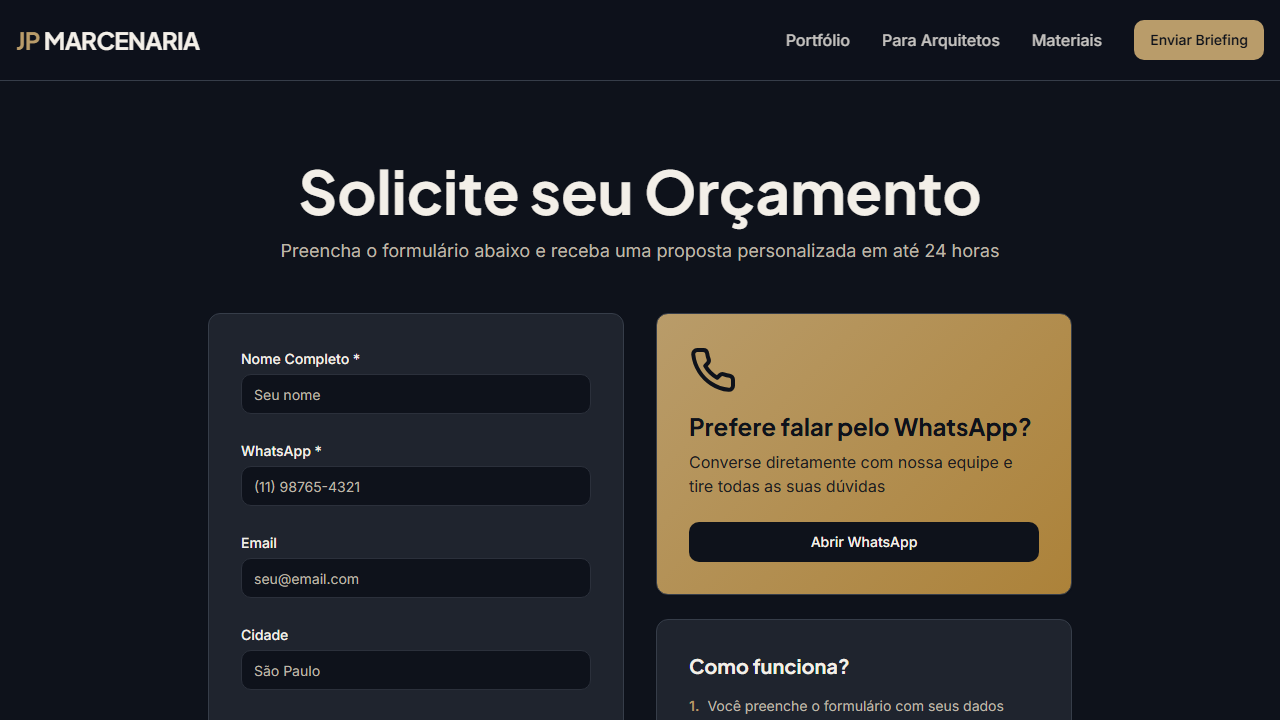 JP MARCENARIA
Portfólio
Para Arquitetos
Materiais
Enviar Briefing
Solicite seu Orçamento
Preencha o formulário abaixo e receba uma proposta personalizada em até 24 horas
Nome Completo *
Seu nome
WhatsApp *
(11) 98765-4321
Email
seu@email.com
Cidade
São Paulo
Prefere falar pelo WhatsApp?
Converse diretamente com nossa equipe e
tire todas as suas dúvidas
Abrir WhatsApp
Como funciona?
1. Você preenche o formulário com seus dados